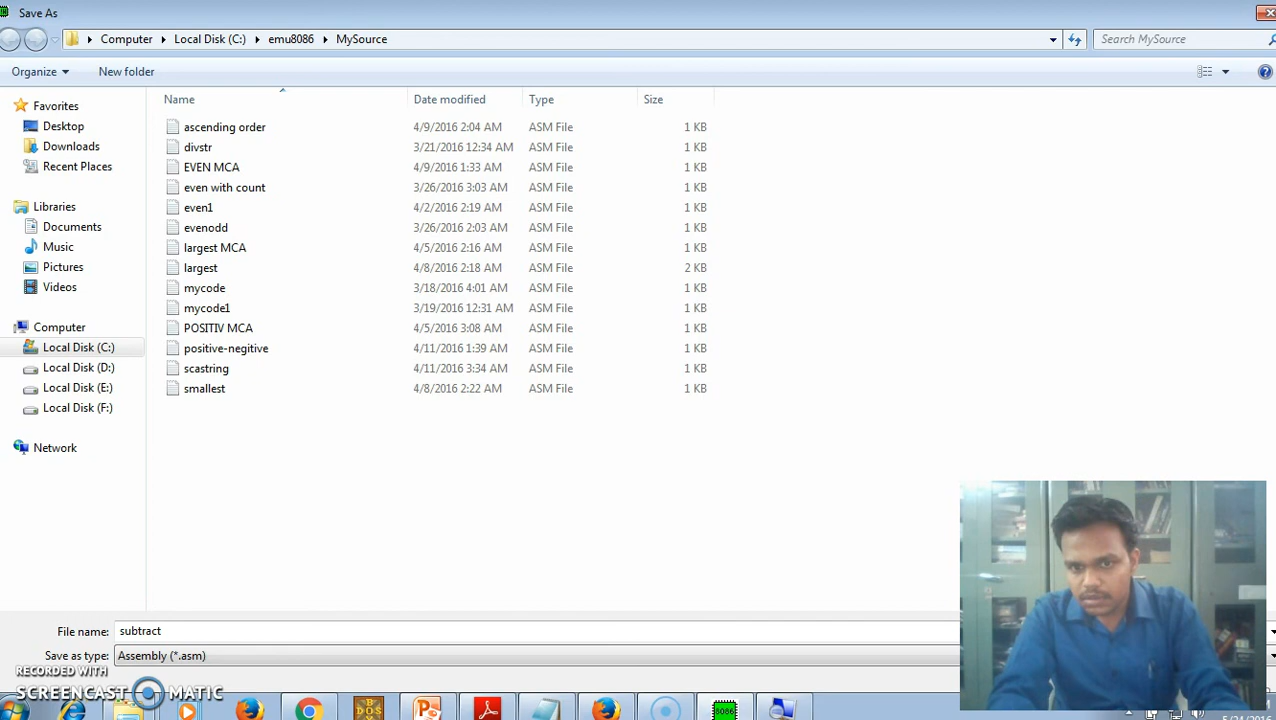 Save As
Computer Local Disk (C:) emu8086 MySource Search MySource
Organize New folder
Name Date modified Type Size
Favorites
Desktop
Downloads
Recent Places
Libraries
Documents
Music
Pictures
Videos
Computer
Local Disk (C:)
Local Disk (D:)
Local Disk (E:)
Local Disk (F:)
Network
ascending order 4/9/2016 2:04 AM ASM File 1 KB
divstr 3/21/2016 12:34 AM ASM File 1 KB
EVEN MCA 4/9/2016 1:33 AM ASM File 1 KB
even with count 3/26/2016 3:03 AM ASM File 1 KB
even1 4/2/2016 2:19 AM ASM File 1 KB
evenodd 3/26/2016 2:03 AM ASM File 1 KB
largest MCA 4/5/2016 2:16 AM ASM File 1 KB
largest 4/8/2016 2:18 AM ASM File 2 KB
mycode 3/18/2016 4:01 AM ASM File 1 KB
mycode1 3/19/2016 12:31 AM ASM File 1 KB
POSITIV MCA 4/5/2016 3:08 AM ASM File 1 KB
positive-negitive 4/11/2016 1:39 AM ASM File 1 KB
scastring 4/11/2016 3:34 AM ASM File 1 KB
smallest 4/8/2016 2:22 AM ASM File 1 KB
File name: subtract
Save as type: Assembly (*.asm)
RECORDED WITH
SCREENCAST MATIC
DOS
8086